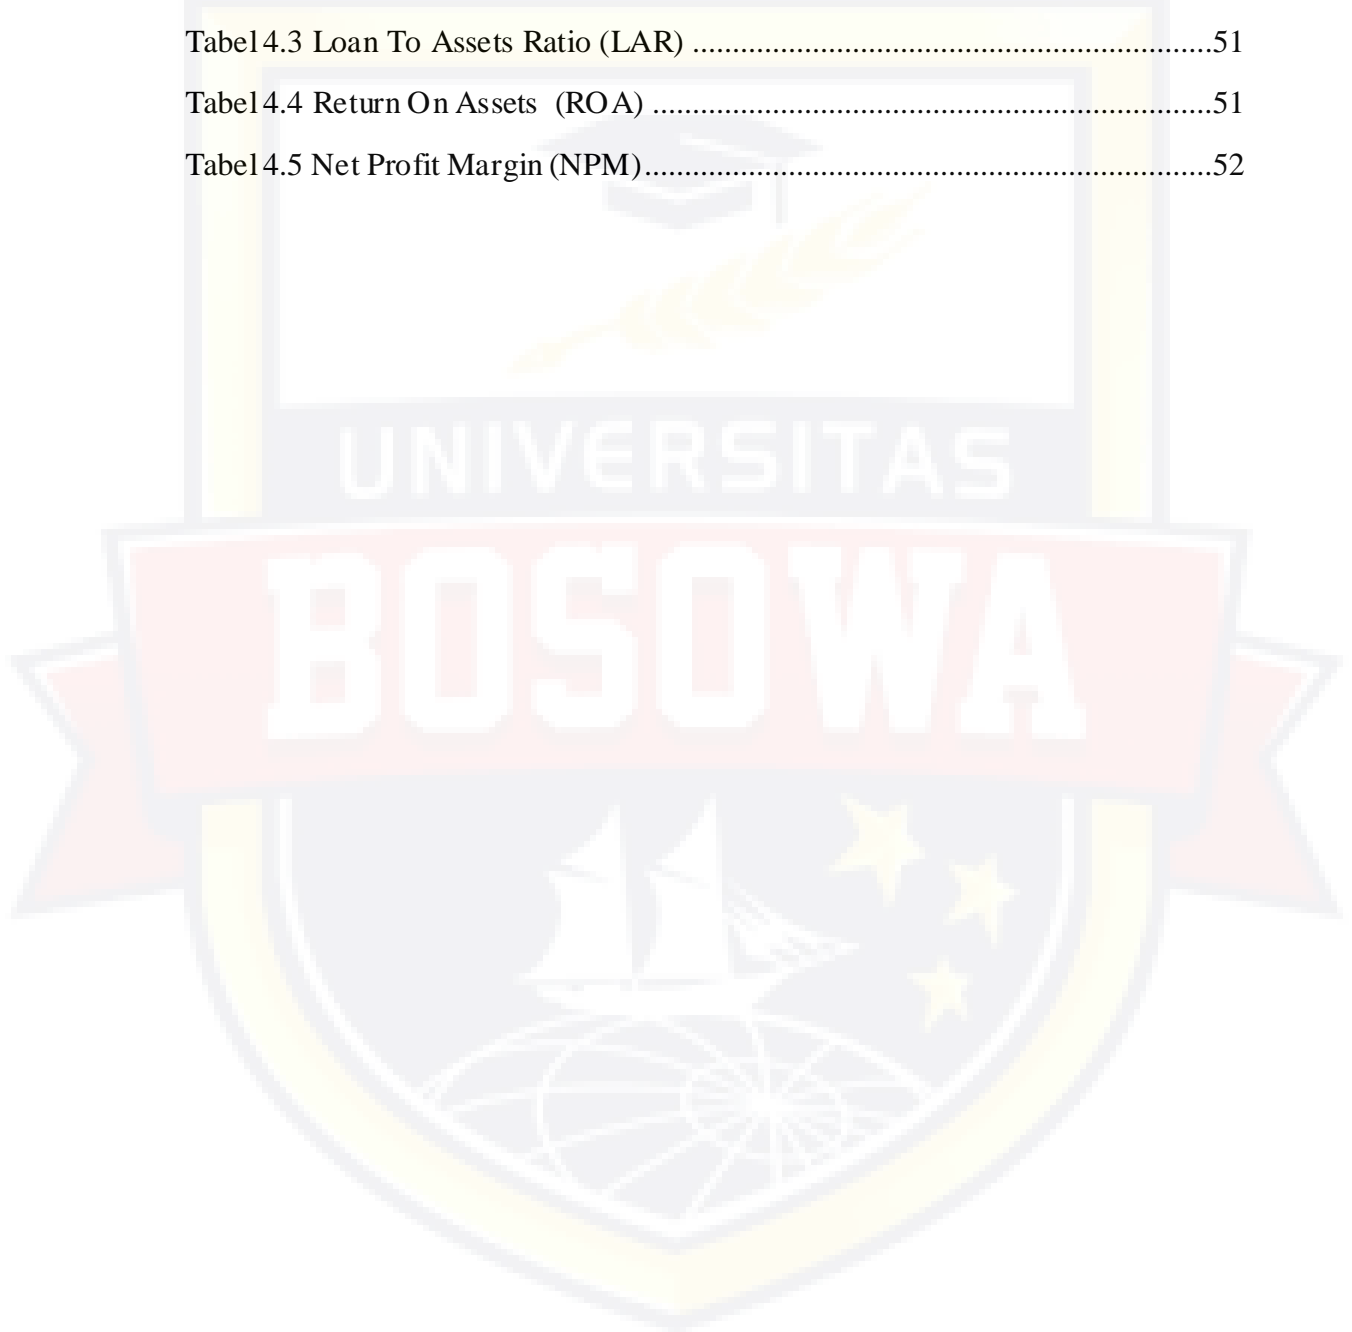 Tabel 4.3 Loan To Assets Ratio (LAR) .................................................................51
Tabel 4.4 Return On Assets (ROA) ......................................................................51
Tabel 4.5 Net Profit Margin (NPM).......................................................................52
UNIVERSITAS
BOSOWA